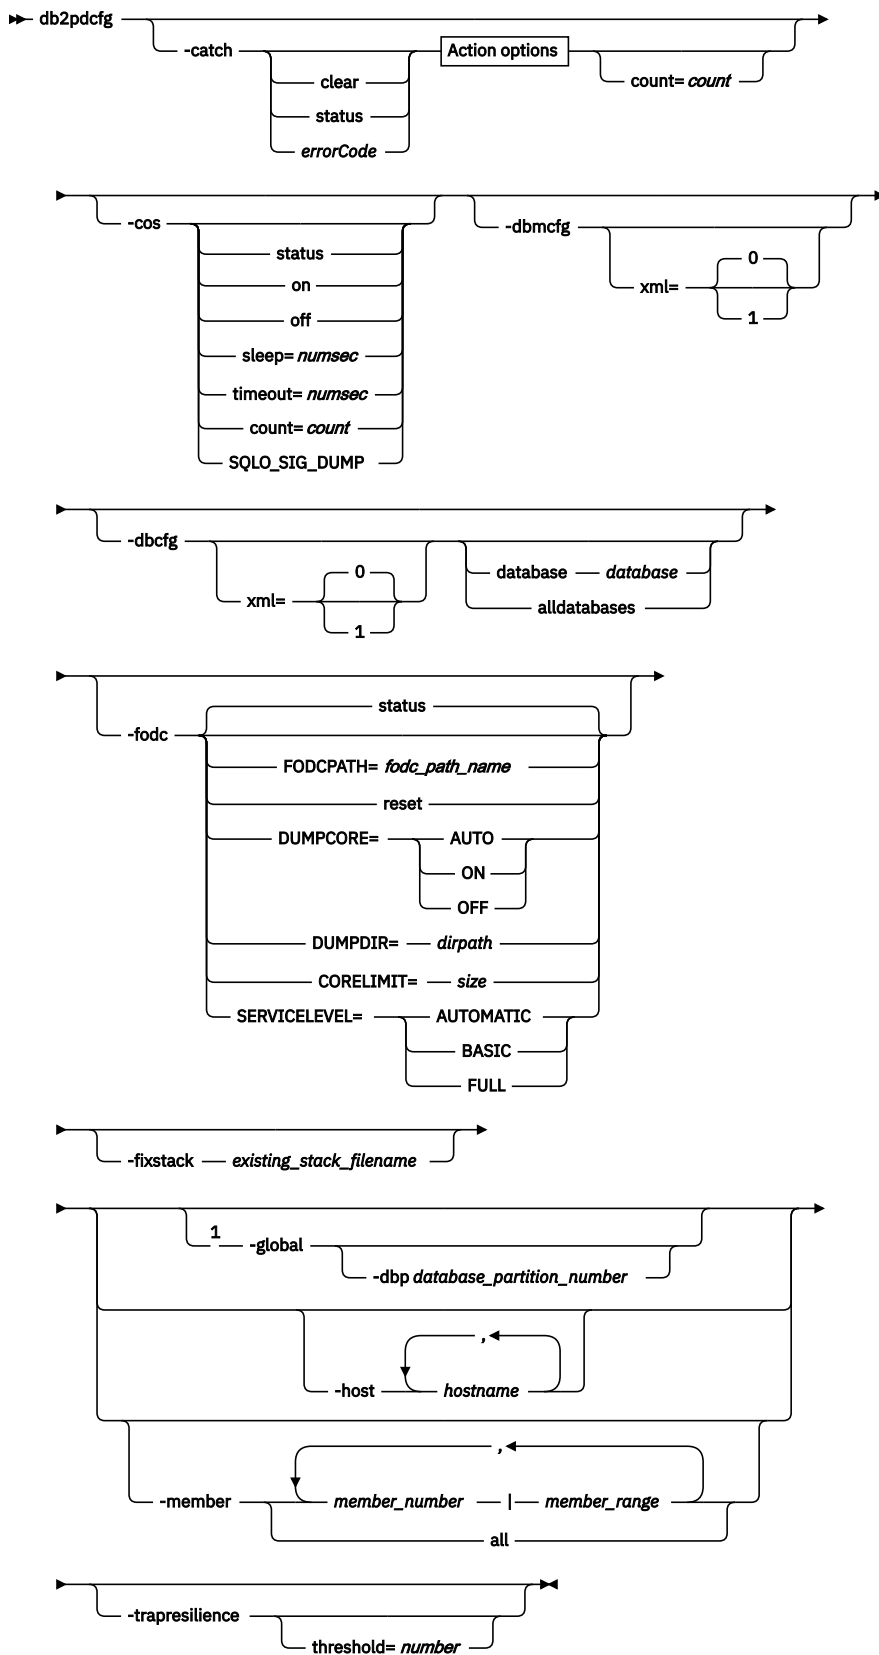 db2pdcfg
-catch Action options
clear count= count
status
errorCode
-cos -dbmcfg
status
on xml= 0
off 1
sleep= numsec
timeout= numsec
count= count
SQLO_SIG_DUMP
-dbcfg
xml= 0 database database
1 alldatabases
status
-fodc
FODCPATH= fodc_path_name
reset
DUMPCORE= AUTO
ON
OFF
DUMPDIR= dirpath
CORELIMIT= size
SERVICELEVEL= AUTOMATIC
BASIC
FULL
-fixstack existing_stack_filename
1
-global
-dbp database_partition_number
,
-host hostname
,
-member member_number | member_range
all
-trapresilience
threshold= number